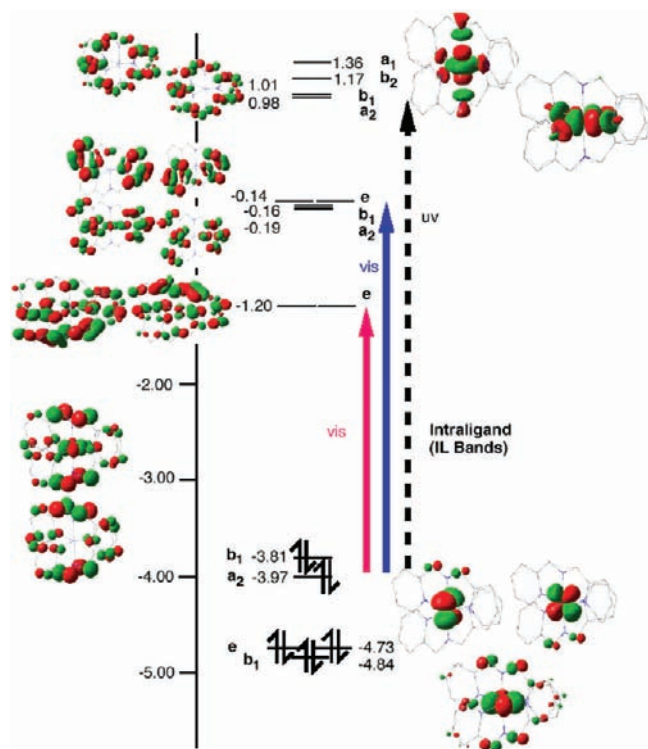 1.36 a1
1.17 b2
1.01 b1
0.98 a2
-0.14 e
-0.16 b1
-0.19 a2
uv
vis
-1.20 e
-2.00
vis
Intraligand
(IL Bands)
-3.00
b1 -3.81
a2 -3.97
-4.00
e -4.73
b1 -4.84
-5.00